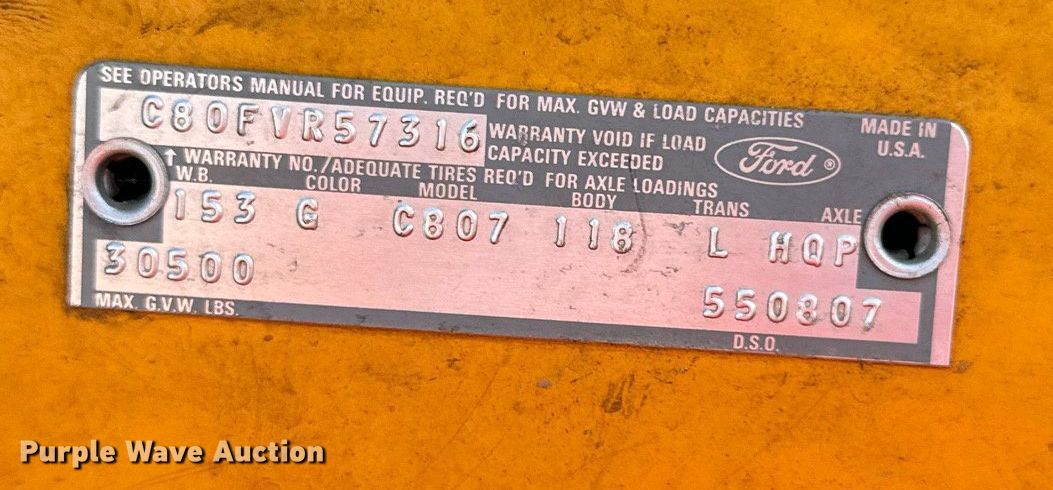 SEE OPERATORS MANUAL FOR EQUIP. REQ'D FOR MAX. GVW & LOAD CAPACITIES
C80FVR57316
WARRANTY VOID IF LOAD
CAPACITY EXCEEDED
Ford ®
MADE IN
U.S.A.
↑ WARRANTY NO./ADEQUATE TIRES REQ'D FOR AXLE LOADINGS
W.B. COLOR MODEL BODY TRANS AXLE
153 G C807 118 L HQP
30500 550807
MAX. G.V.W. LBS. D.S.O.
Purple Wave Auction